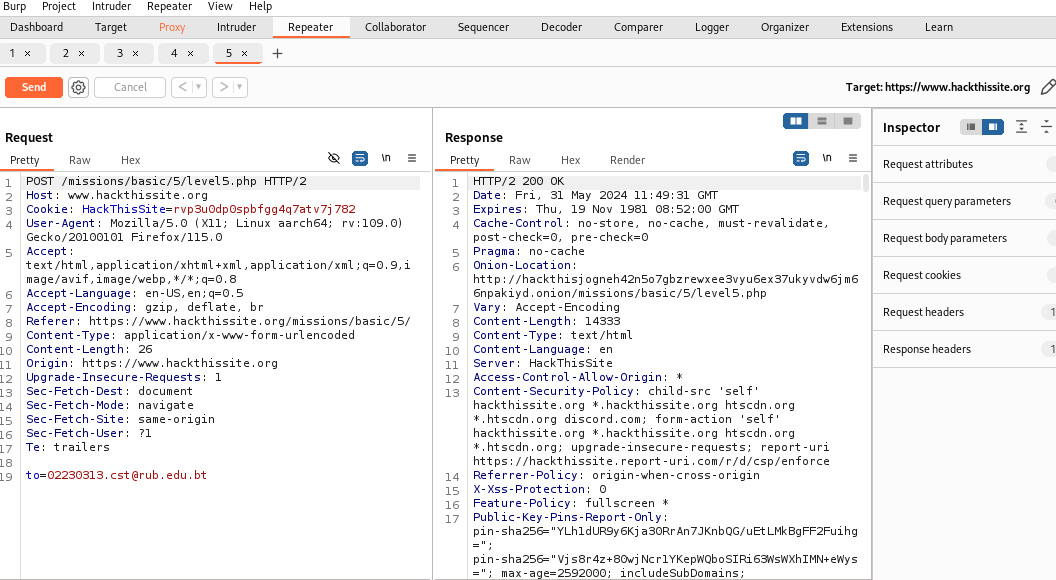 Burp Project Intruder Repeater View Help
Dashboard Target Proxy Intruder Repeater Collaborator Sequencer Decoder Comparer Logger Organizer Extensions Learn
1 × 2 × 3 × 4 × 5 × +
Send Cancel < > Target: https://www.hackthissite.org
Request
Pretty Raw Hex \n
1 POST /missions/basic/5/level5.php HTTP/2
2 Host: www.hackthissite.org
3 Cookie: HackThisSite=rvp3u0dp0spbfgg4q7atv7j782
4 User-Agent: Mozilla/5.0 (X11; Linux aarch64; rv:109.0)
Gecko/20100101 Firefox/115.0
5 Accept:
text/html,application/xhtml+xml,application/xml;q=0.9,i
mage/avif,image/webp,*/*;q=0.8
6 Accept-Language: en-US,en;q=0.5
7 Accept-Encoding: gzip, deflate, br
8 Referer: https://www.hackthissite.org/missions/basic/5/
9 Content-Type: application/x-www-form-urlencoded
10 Content-Length: 26
11 Origin: https://www.hackthissite.org
12 Upgrade-Insecure-Requests: 1
13 Sec-Fetch-Dest: document
14 Sec-Fetch-Mode: navigate
15 Sec-Fetch-Site: same-origin
16 Sec-Fetch-User: ?1
17 Te: trailers
18
19 to=02230313.cst@rub.edu.bt
Response
Pretty Raw Hex Render \n
1 HTTP/2 200 OK
2 Date: Fri, 31 May 2024 11:49:31 GMT
3 Expires: Thu, 19 Nov 1981 08:52:00 GMT
4 Cache-Control: no-store, no-cache, must-revalidate,
post-check=0, pre-check=0
5 Pragma: no-cache
6 Onion-Location:
http://hackthisjogneh42n5o7gbzrewxee3vyu6ex37ukyvdw6jm6
6npakiyd.onion/missions/basic/5/level5.php
7 Vary: Accept-Encoding
8 Content-Length: 14333
9 Content-Type: text/html
10 Content-Language: en
11 Server: HackThisSite
12 Access-Control-Allow-Origin: *
13 Content-Security-Policy: child-src 'self'
hackthissite.org *.hackthissite.org htscdn.org
*.htscdn.org discord.com; form-action 'self'
hackthissite.org *.hackthissite.org htscdn.org
*.htscdn.org; upgrade-insecure-requests; report-uri
https://hackthissite.report-uri.com/r/d/csp/enforce
14 Referrer-Policy: origin-when-cross-origin
15 X-Xss-Protection: 0
16 Feature-Policy: fullscreen *
17 Public-Key-Pins-Report-Only:
pin-sha256="YLh1dUR9y6Kja30RrAn7JKnbQG/uEtLMkBgFF2Fuihg
=";
pin-sha256="Vjs8r4z+80wjNcr1YKepWQboSIRi63WsWXhIMN+eWys
="; max-age=2592000; includeSubDomains;
Inspector
Request attributes
Request query parameters
Request body parameters
Request cookies
Request headers 1
Response headers 1